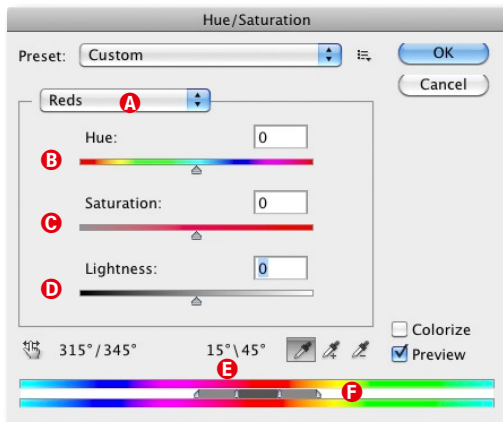 Hue/Saturation
Preset: Custom
OK
Cancel
Reds
A
Hue: 0
B
Saturation: 0
C
Lightness: 0
D
Colorize
Preview
315°/345° 15°\45°
E
F